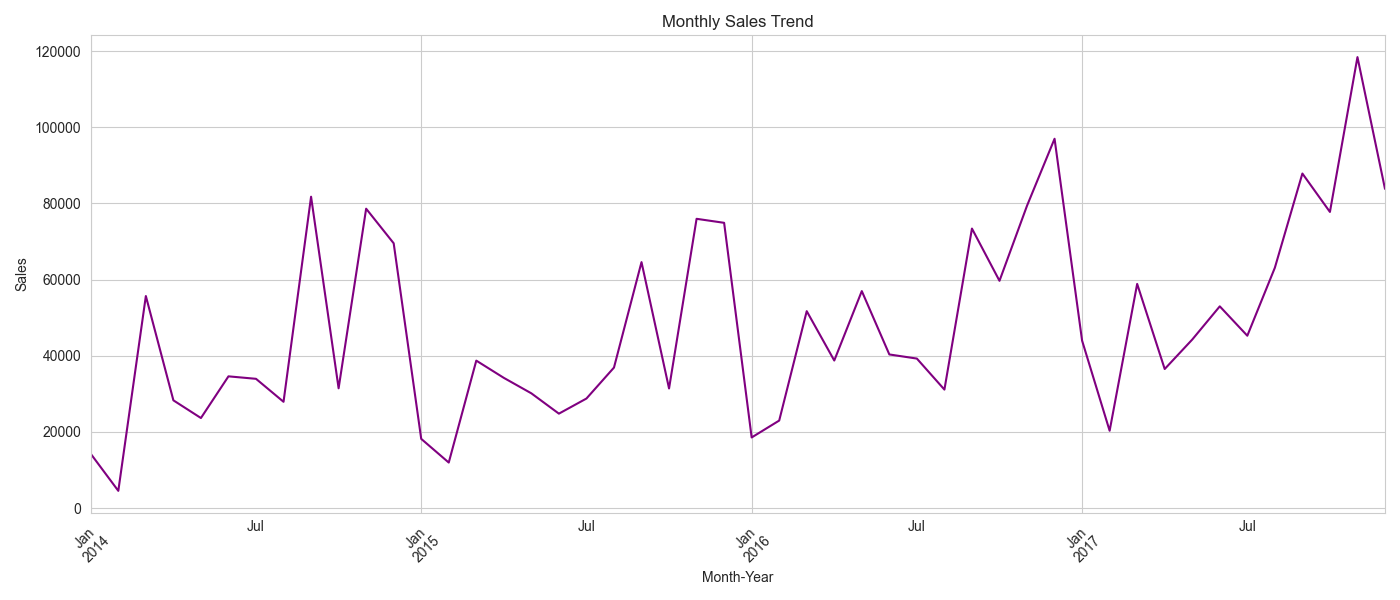 Monthly Sales Trend
120000
100000
80000
60000
40000
20000
0
Sales
Jan
2014
Jul
Jan
2015
Jul
Jan
2016
Jul
Jan
2017
Jul
Month-Year